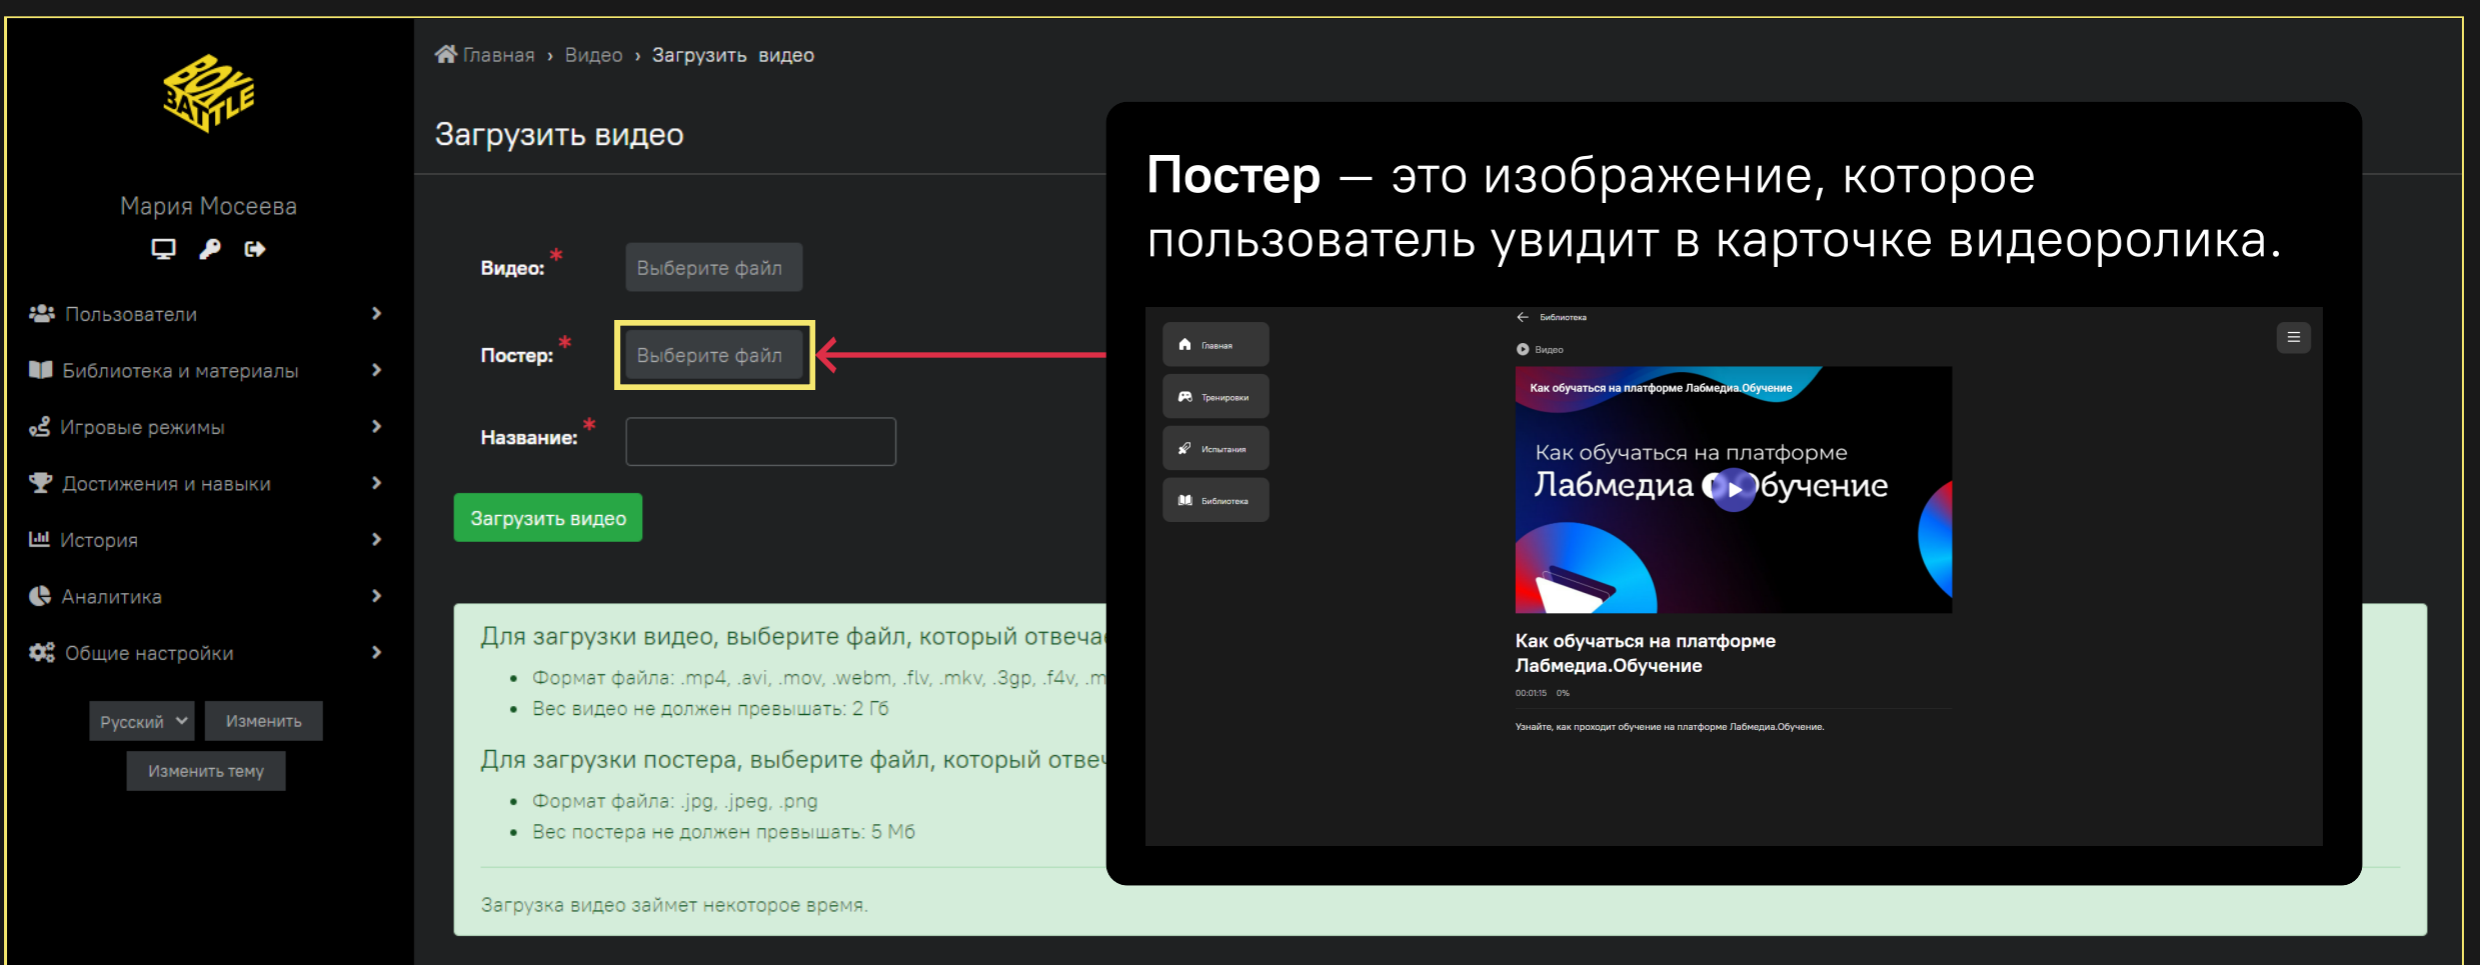 BOX
BATTLE
Мария Мосеева
Пользователи
Библиотека и материалы
Игровые режимы
Достижения и навыки
История
Аналитика
Общие настройки
Русский
Изменить
Изменить тему
Главная › Видео › Загрузить видео
Загрузить видео
Видео: *
Выберите файл
Постер: *
Выберите файл
Название: *
Загрузить видео
Для загрузки видео, выберите файл, который
• Формат файла: .mp4, .avi, .mov, .webm, .flv, .mkv, .3gp, .f4v,
• Вес видео не должен превышать: 2 Гб
Для загрузки постера, выберите файл, который
• Формат файла: .jpg, .jpeg, .png
• Вес постера не должен превышать: 5 Мб
Загрузка видео займет некоторое время.
Постер — это изображение, которое
пользователь увидит в карточке видеоролика.
Главная
Тренировки
Испытания
Библиотека
Библиотека
Видео
Как обучаться на платформе Лабмедиа.Обучение
Как обучаться на платформе
Лабмедиа Обучение
Как обучаться на платформе
Лабмедиа.Обучение
00:01:15 0%
Узнайте, как проходит обучение на платформе Лабмедиа.Обучение.